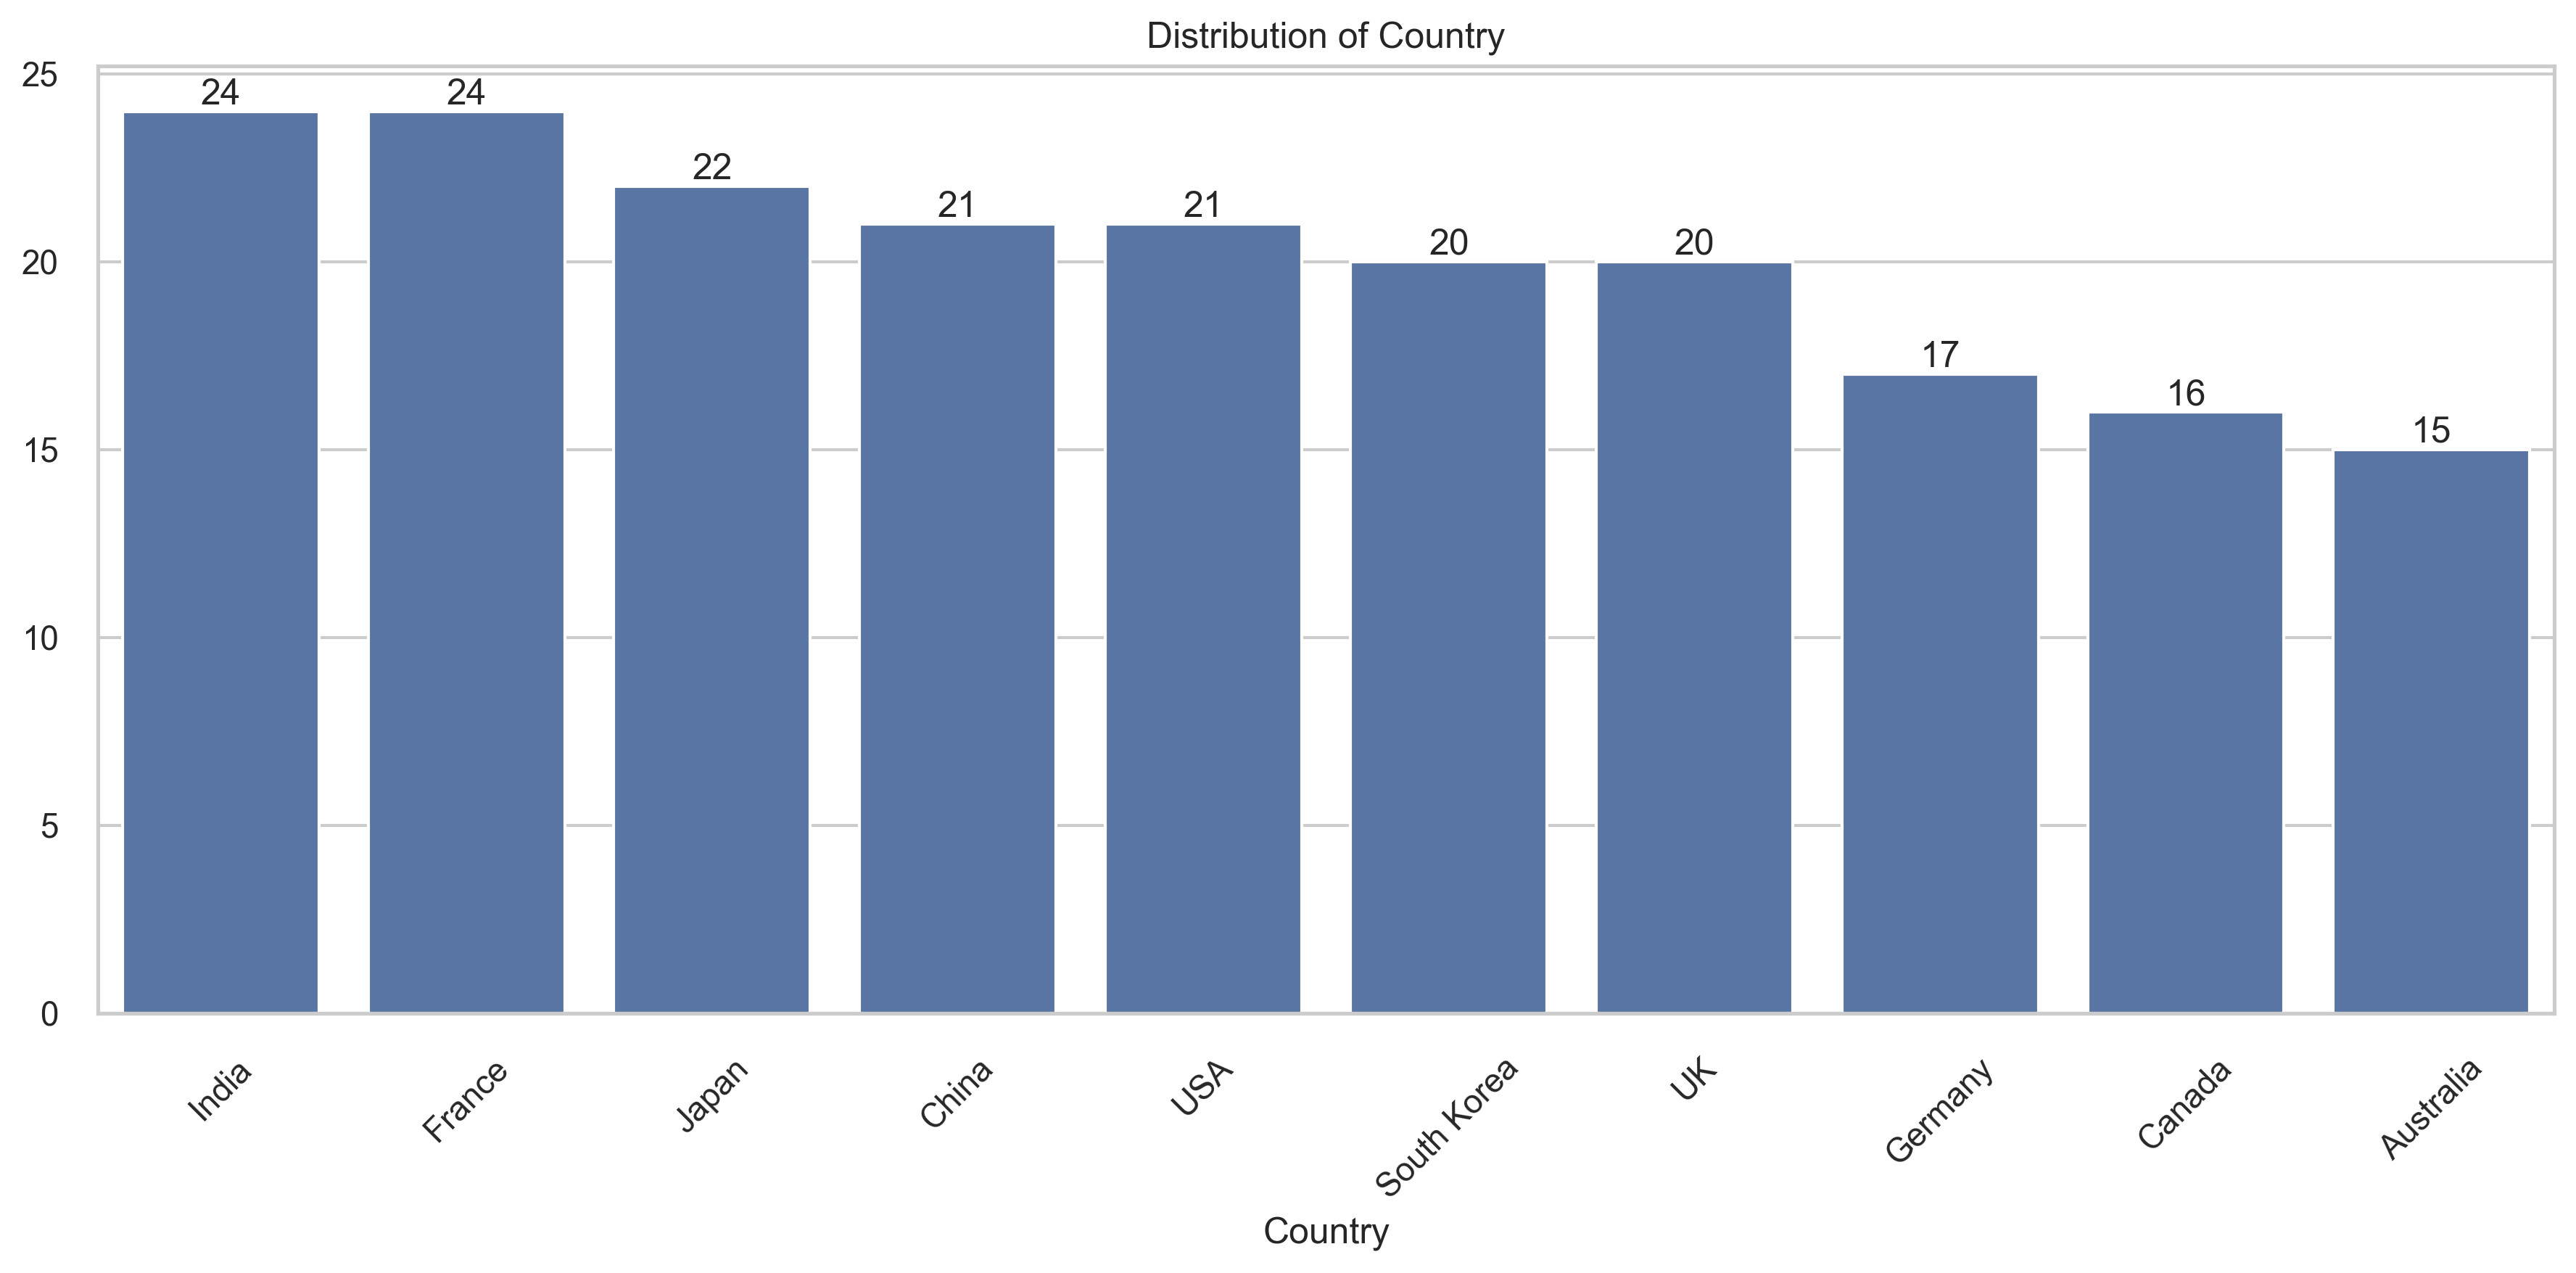 Distribution of Country
25
20
15
10
5
0
24
24
22
21
21
20
20
17
16
15
India
France
Japan
China
USA
South Korea
UK
Germany
Canada
Australia
Country